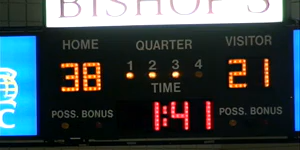 BISHOP'S
HOME QUARTER VISITOR
38 1 2 3 4 21
TIME
POSS. BONUS 1:41 POSS. BONUS
C